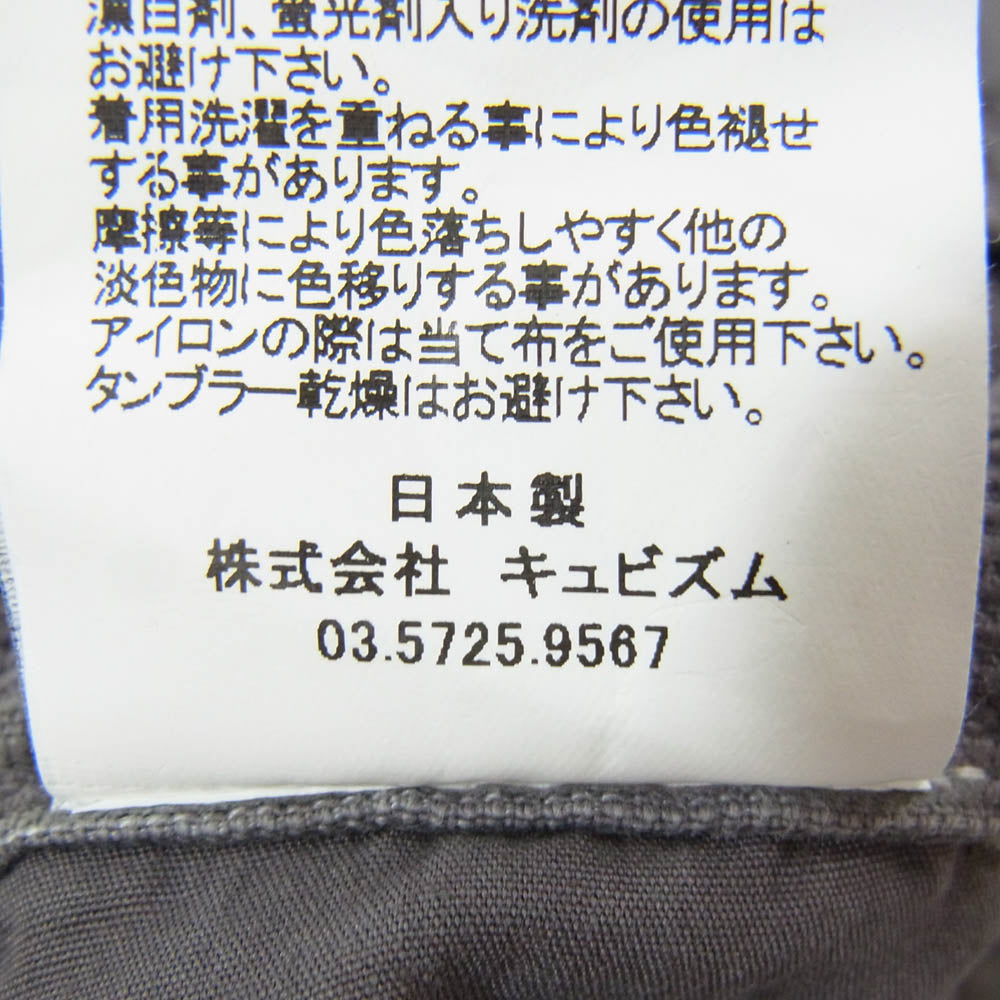 漂白剤、蛍光剤入り洗剤の使用は
お避け下さい。
着用洗濯を重ねる事により色褪せ
する事があります。
摩擦等により色落ちしやすく他の
淡色物に色移りする事があります。
アイロンの際は当て布をご使用下さい。
タンブラー乾燥はお避け下さい。
日本製
株式会社 キュビズム
03.5725.9567